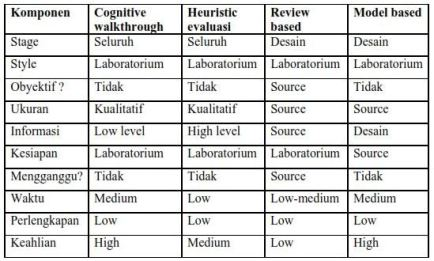 Komponen Cognitive walkthrough Heuristic evaluasi Review based Model based
Stage Seluruh Seluruh Desain Desain
Style Laboratorium Laboratorium Laboratorium Laboratorium
Obyektif ? Tidak Tidak Source Tidak
Ukuran Kualitatif Kualitatif Source Source
Informasi Low level High level Source Desain
Kesiapan Laboratorium Laboratorium Laboratorium Source
Mengganggu? Tidak Tidak Source Tidak
Waktu Medium Low Low-medium Medium
Perlengkapan Low Low Low Low
Keahlian High Medium Low High